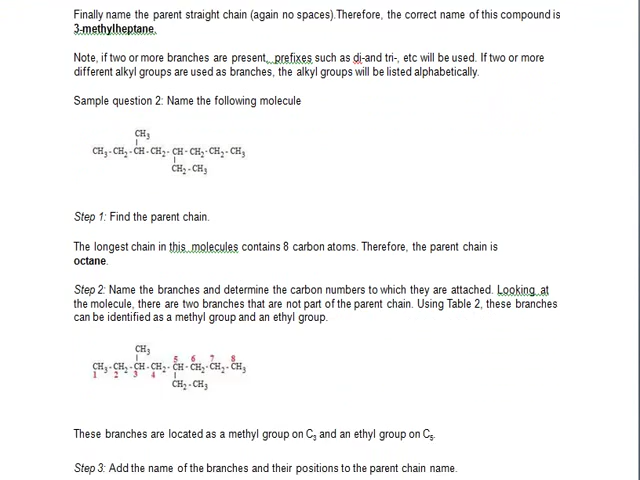 Finally name the parent straight chain (again no spaces).Therefore, the correct name of this compound is
3-methylheptane.
Note, if two or more branches are present, prefixes such as di-and tri-, etc will be used. If two or more
different alkyl groups are used as branches, the alkyl groups will be listed alphabetically.
Sample question 2: Name the following molecule
CH3
CH3 - CH2 - CH - CH2 - CH - CH2 - CH2 - CH3
CH2 - CH3
Step 1: Find the parent chain.
The longest chain in this molecules contains 8 carbon atoms. Therefore, the parent chain is
octane.
Step 2: Name the branches and determine the carbon numbers to which they are attached. Looking at
the molecule, there are two branches that are not part of the parent chain. Using Table 2, these branches
can be identified as a methyl group and an ethyl group.
CH3
5 6 7 8
CH3 - CH2 - CH - CH2 - CH - CH2 - CH2 - CH3
1 2 3 4
CH2 - CH3
These branches are located as a methyl group on C3 and an ethyl group on C5.
Step 3: Add the name of the branches and their positions to the parent chain name.